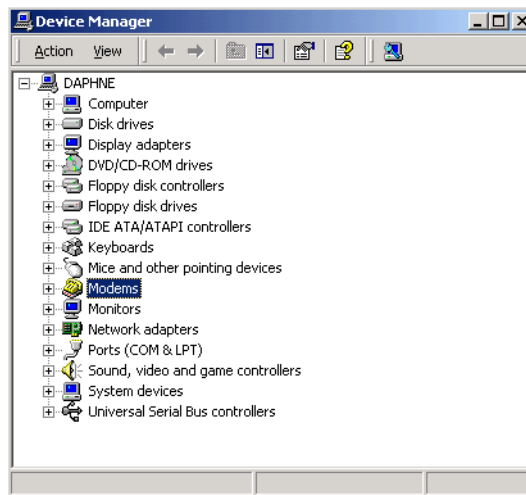 Device Manager
Action View
DAPHNE
Computer
Disk drives
Display adapters
DVD/CD-ROM drives
Floppy disk controllers
Floppy disk drives
IDE ATA/ATAPI controllers
Keyboards
Mice and other pointing devices
Modems
Monitors
Network adapters
Ports (COM & LPT)
Sound, video and game controllers
System devices
Universal Serial Bus controllers